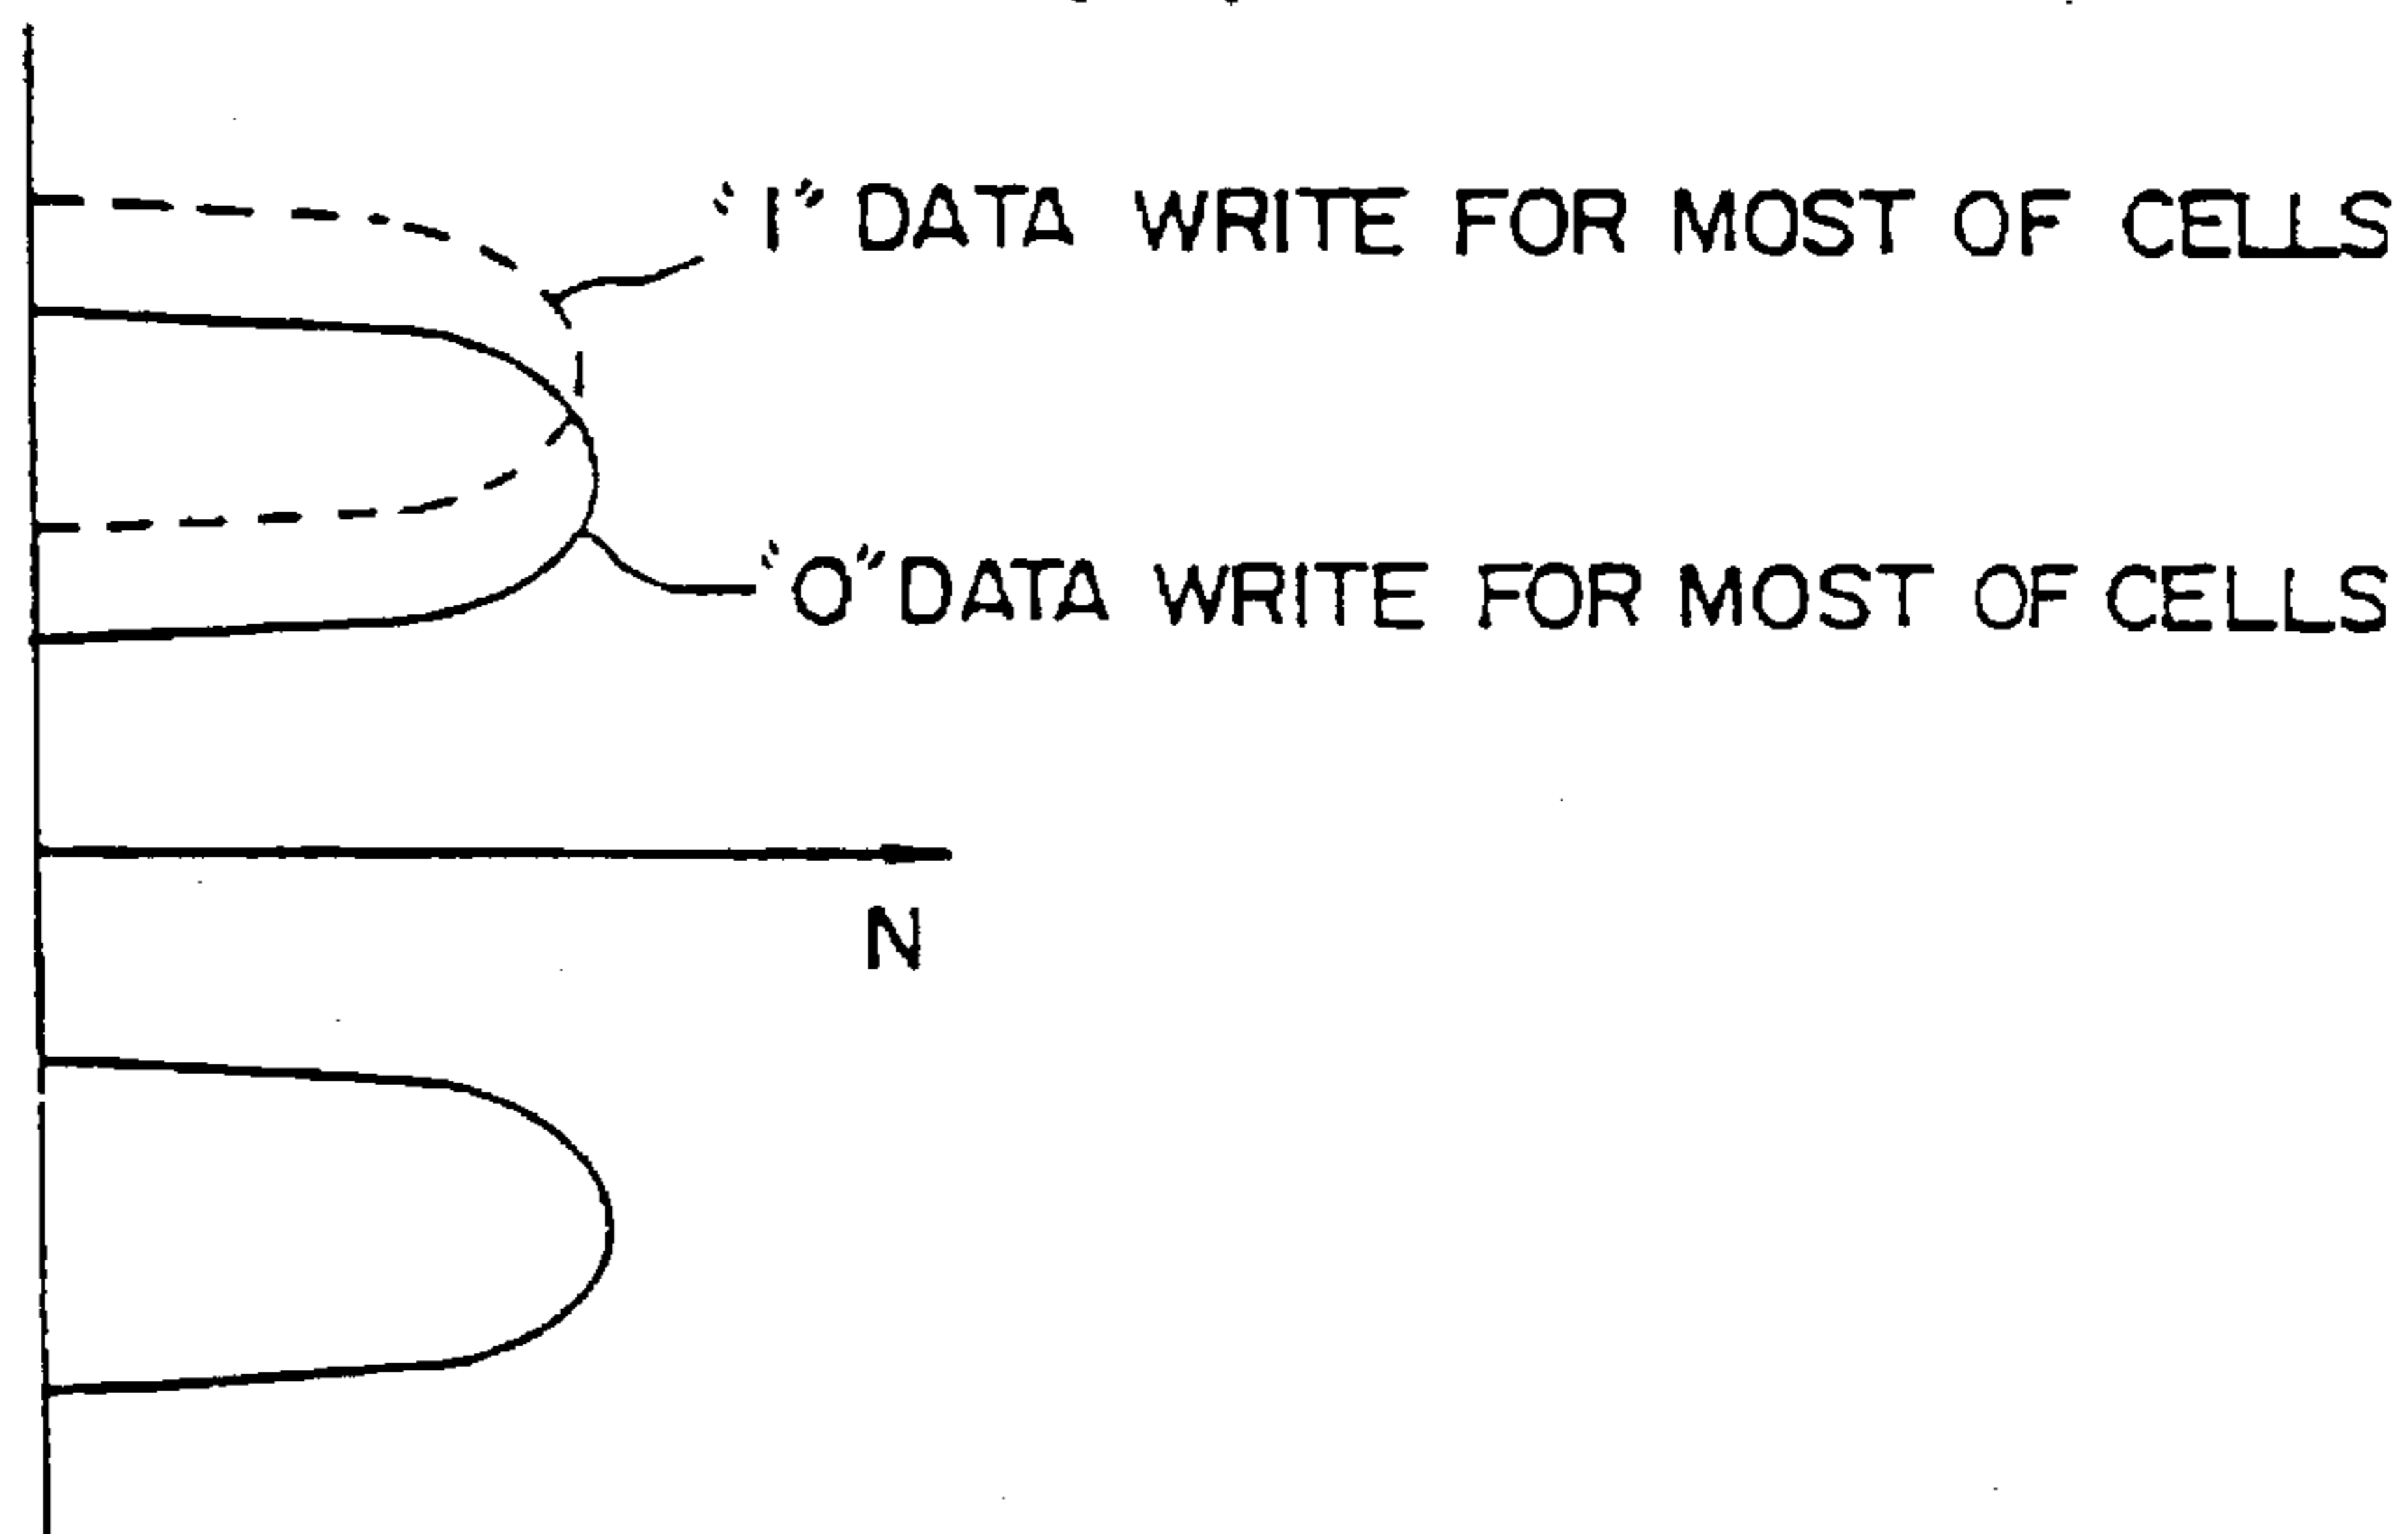 "1" DATA WRITE FOR MOST OF CELLS
"0" DATA WRITE FOR MOST OF CELLS
N